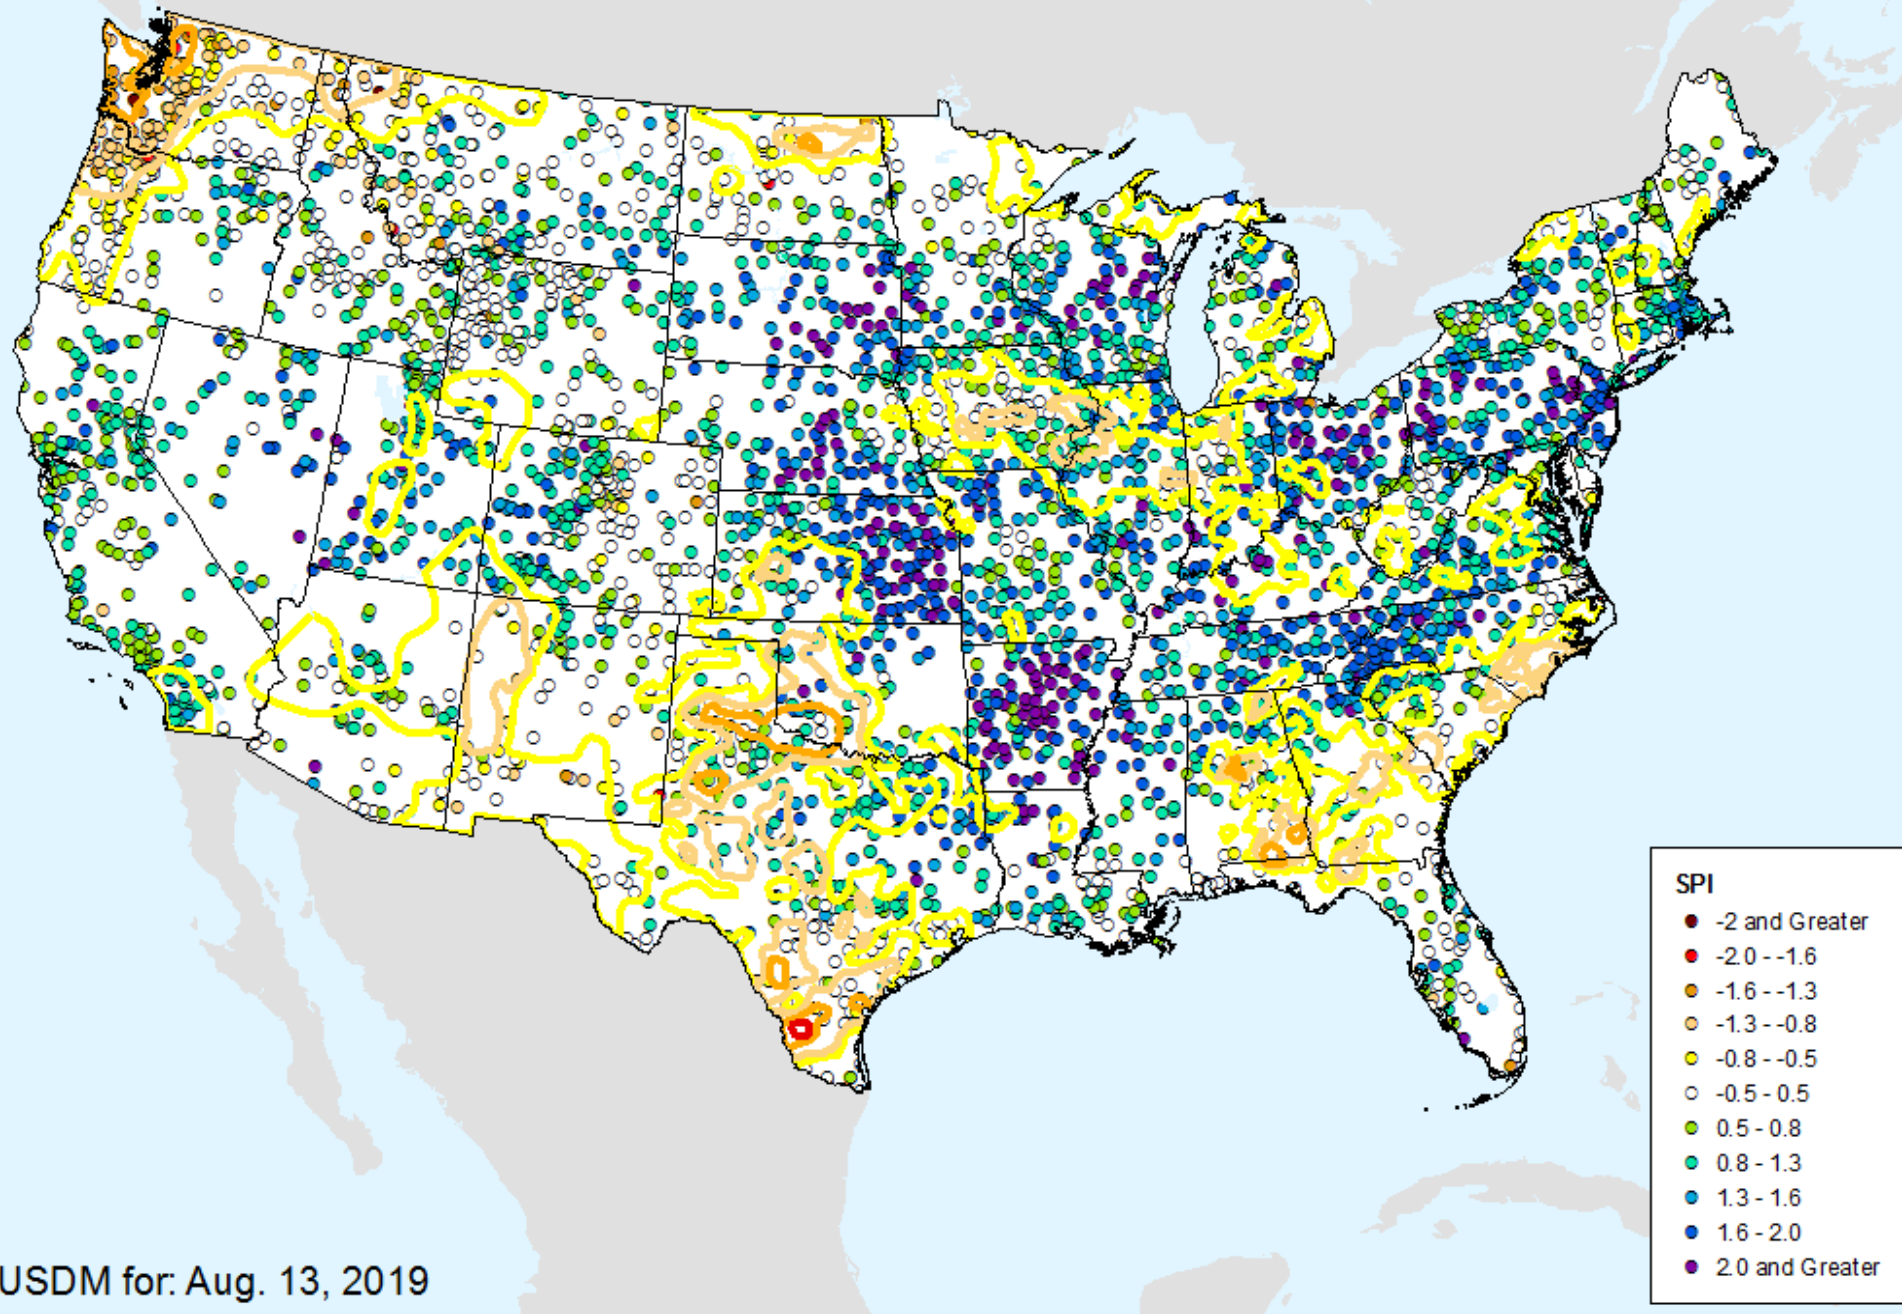 SPI
-2 and Greater
-2.0 - -1.6
-1.6 - -1.3
-1.3 - -0.8
-0.8 - -0.5
-0.5 - 0.5
0.5 - 0.8
0.8 - 1.3
1.3 - 1.6
1.6 - 2.0
2.0 and Greater
USDM for: Aug. 13, 2019